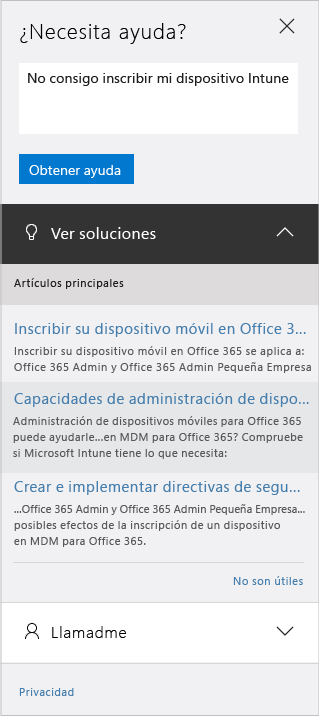 ¿Necesita ayuda?
No consigo inscribir mi dispositivo Intune
Obtener ayuda
Ver soluciones
Artículos principales
Inscribir su dispositivo móvil en Office 3...
Inscribir su dispositivo móvil en Office 365 se aplica a:
Office 365 Admin y Office 365 Admin Pequeña Empresa
Capacidades de administración de dispo...
Administración de dispositivos móviles para Office 365
puede ayudarle...en MDM para Office 365? Compruebe
si Microsoft Intune tiene lo que necesita:
Crear e implementar directivas de segu...
...Office 365 Admin y Office 365 Admin Pequeña Empresa...
posibles efectos de la inscripción de un dispositivo
en MDM para Office 365.
No son útiles
Llamadme
Privacidad